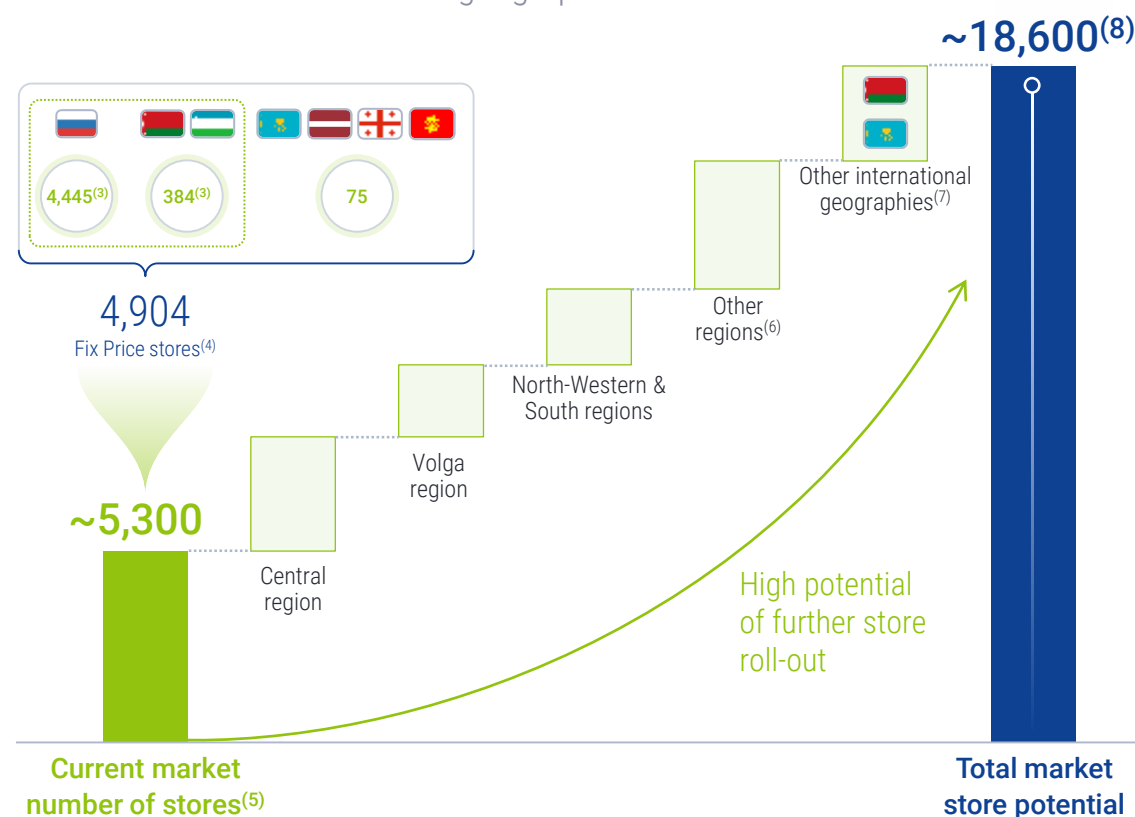 ~18,600(8)
4,445(3)
384(3)
75
4,904
Fix Price stores(4)
~5,300
Central
region
Volga
region
North-Western &
South regions
Other
regions(6)
Other international
geographies(7)
High potential
of further store
roll-out
Current market
number of stores(5)
Total market
store potential